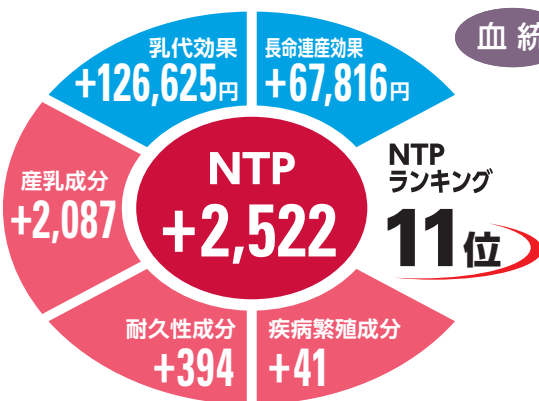 血統
乳代効果
+126,625円
長命連産効果
+67,816円
産乳成分
+2,087
NTP
+2,522
NTP
ランキング
11位
耐久性成分
+394
疾病繁殖成分
+41